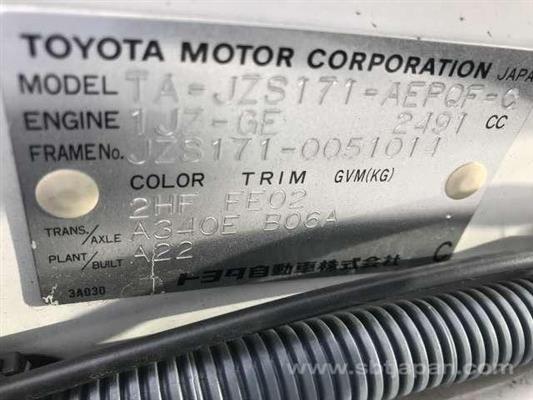 TOYOTA MOTOR CORPORATION JAPAN
MODEL TA-JZS171-AEPQF-C
ENGINE 1JZ-GE 2491 CC
FRAME No. JZS171-0051011
COLOR TRIM GVM(KG)
2HF FE02
TRANS./AXLE A340E B06A
PLANT/BUILT A22
C
トヨタ自動車株式会社
3A030
www.sbtjapan.com